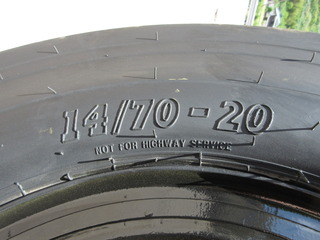 14/70-20
NOT FOR HIGHWAY SERVICE